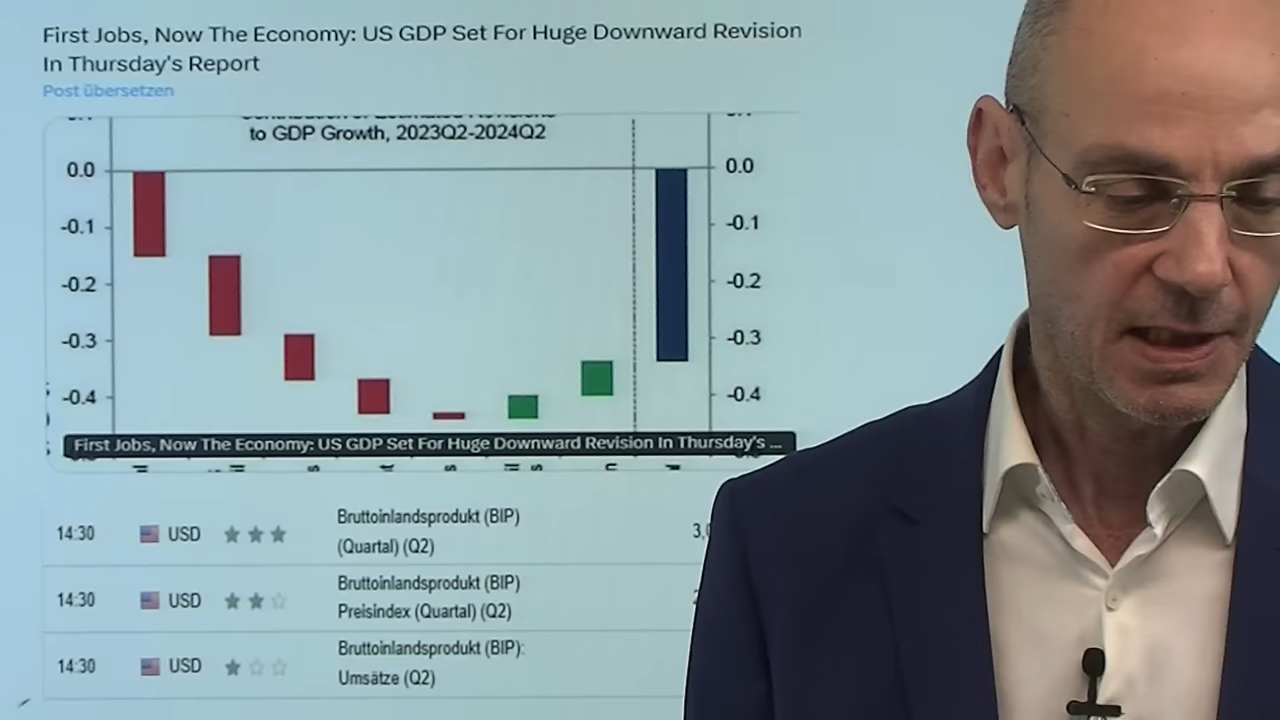 First Jobs, Now The Economy: US GDP Set For Huge Downward Revision
In Thursday's Report
Post übersetzen
to GDP Growth, 2023Q2-2024Q2
0.0
0.0
-0.1
-0.1
-0.2
-0.2
-0.3
-0.3
-0.4
-0.4
First Jobs, Now The Economy: US GDP Set For Huge Downward Revision In Thursday's ...
14:30 USD Bruttoinlandsprodukt (BIP)
(Quartal) (Q2)
14:30 USD Bruttoinlandsprodukt (BIP)
Preisindex (Quartal) (Q2)
14:30 USD Bruttoinlandsprodukt (BIP):
Umsätze (Q2)